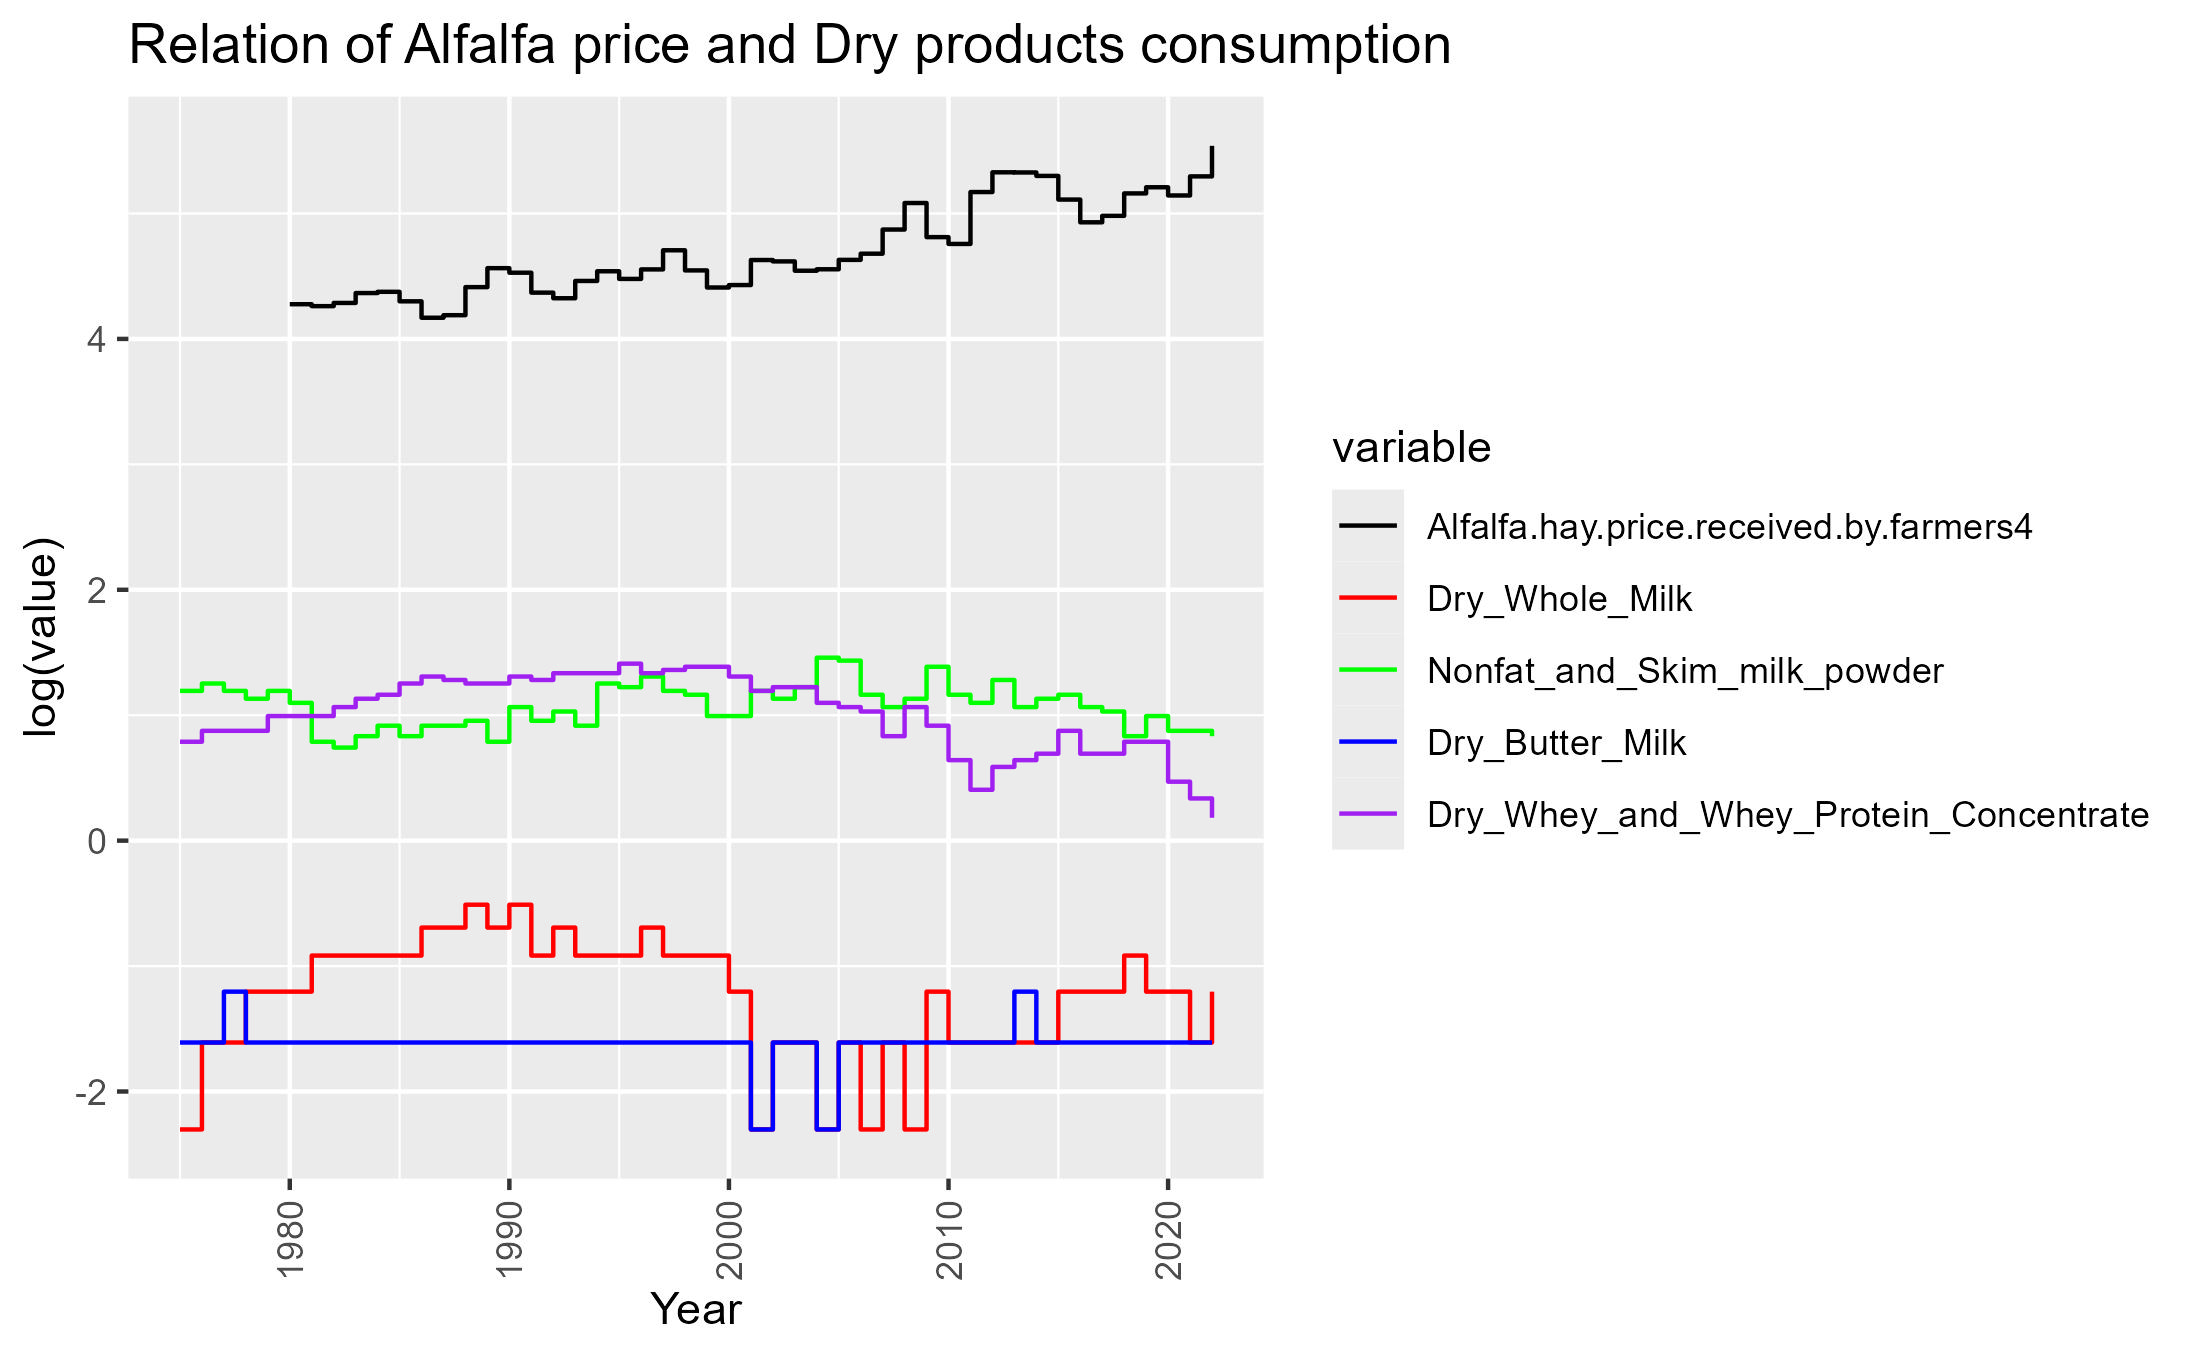 Relation of Alfalfa price and Dry products consumption
log(value)
4
2
0
-2
1980
1990
2000
2010
2020
Year
variable
Alfalfa.hay.price.received.by.farmers4
Dry_Whole_Milk
Nonfat_and_Skim_milk_powder
Dry_Butter_Milk
Dry_Whey_and_Whey_Protein_Concentrate